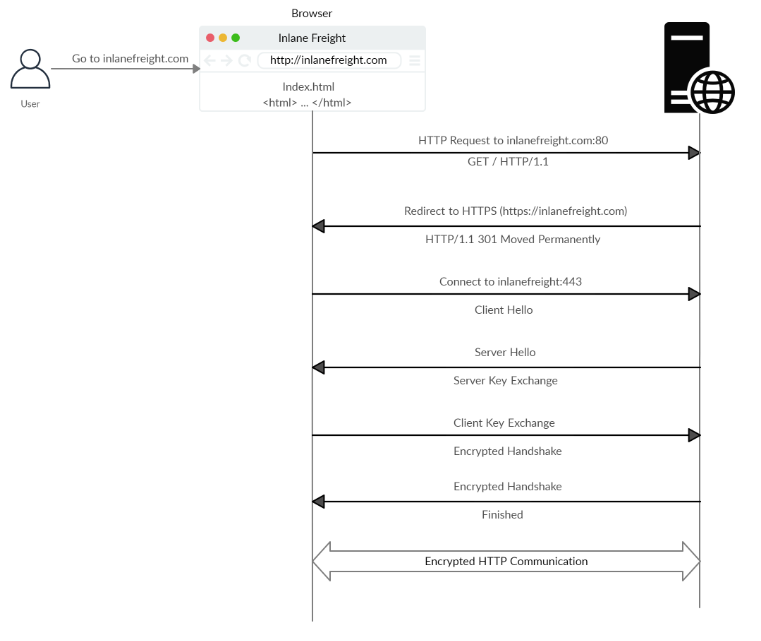 Browser
Inlane Freight
Go to inlanefreight.com
http://inlanefreight.com
User
Index.html
<html> ... </html>
HTTP Request to inlanefreight.com:80
GET / HTTP/1.1
Redirect to HTTPS (https://inlanefreight.com)
HTTP/1.1 301 Moved Permanently
Connect to inlanefreight:443
Client Hello
Server Hello
Server Key Exchange
Client Key Exchange
Encrypted Handshake
Encrypted Handshake
Finished
Encrypted HTTP Communication